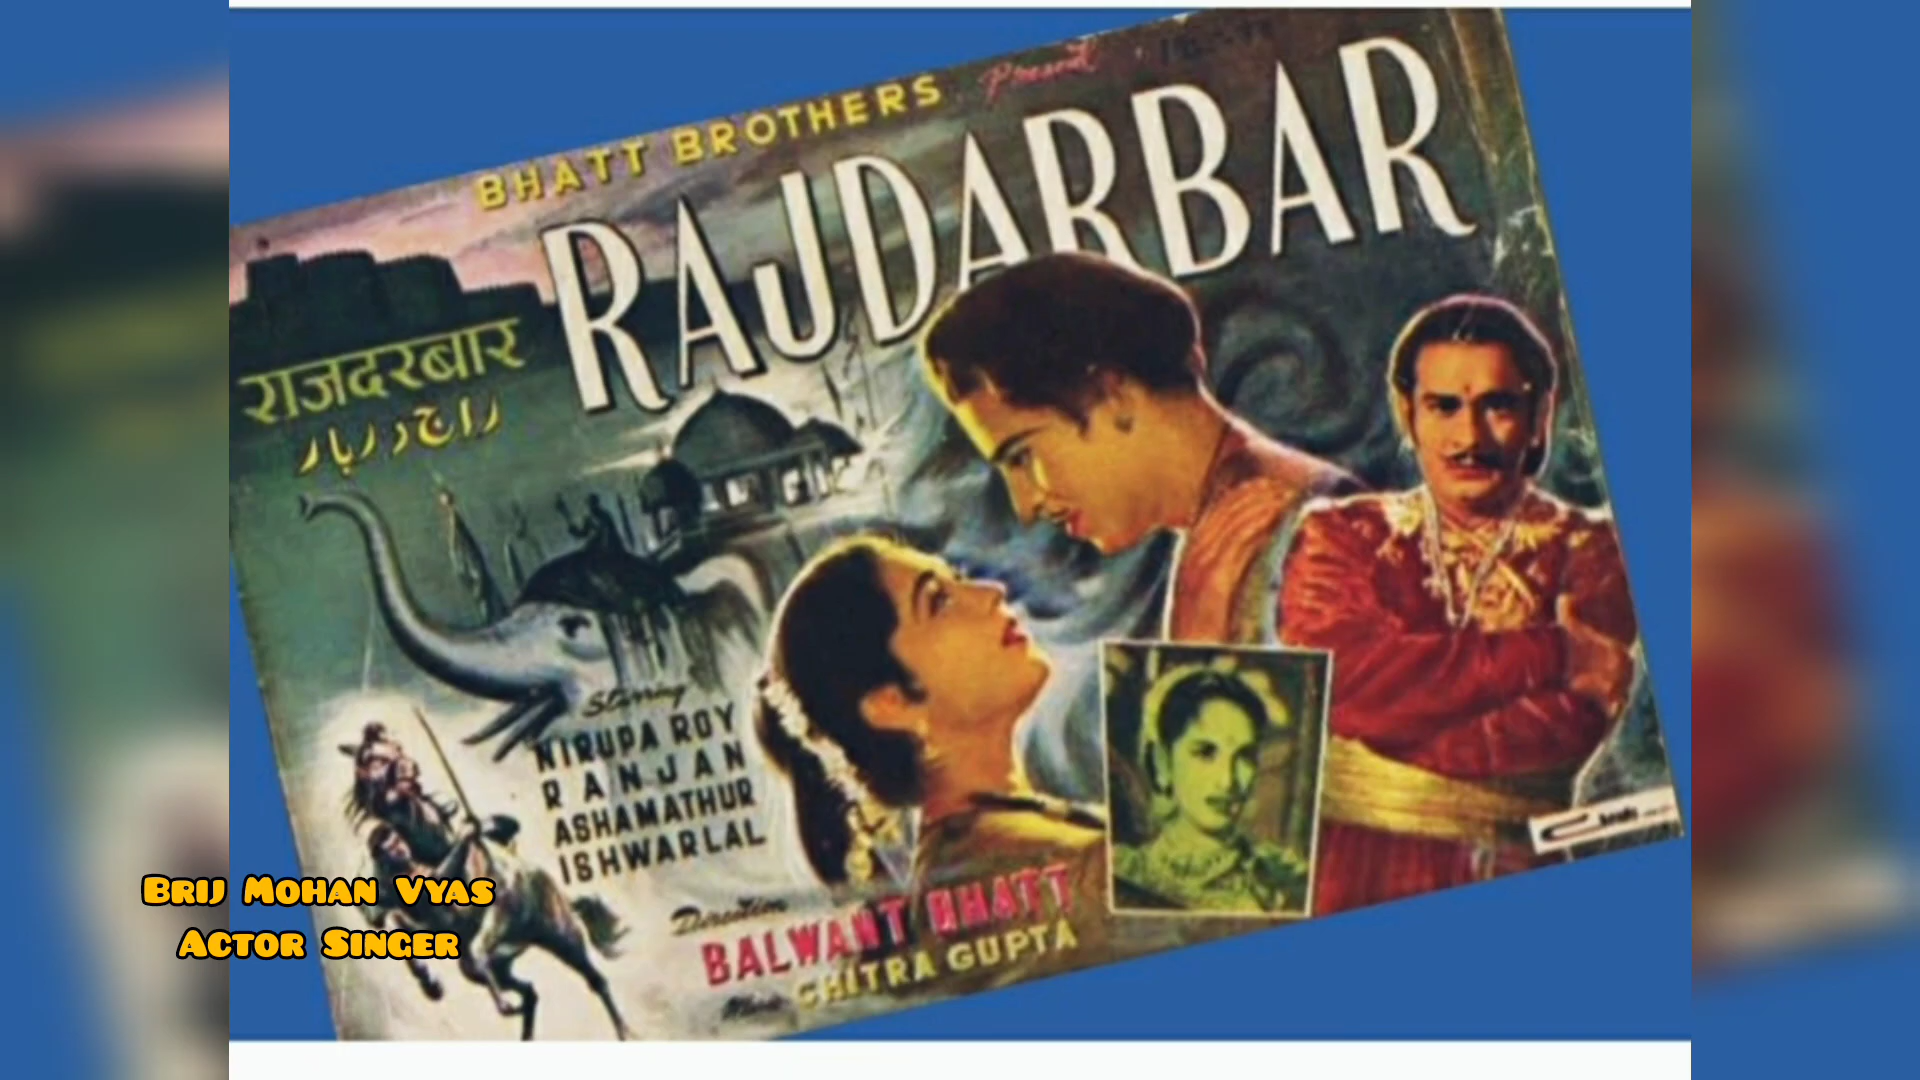 BHATT BROTHERS Present
RAJDARBAR
राजदरबार
راج دربار
Starring
NIRUPA ROY
RANJAN
ASHAMATHUR
ISHWARLAL
Direction
BALWANT BHATT
Music CHITRA GUPTA
BRIJ MOHAN VYAS
ACTOR SINGER